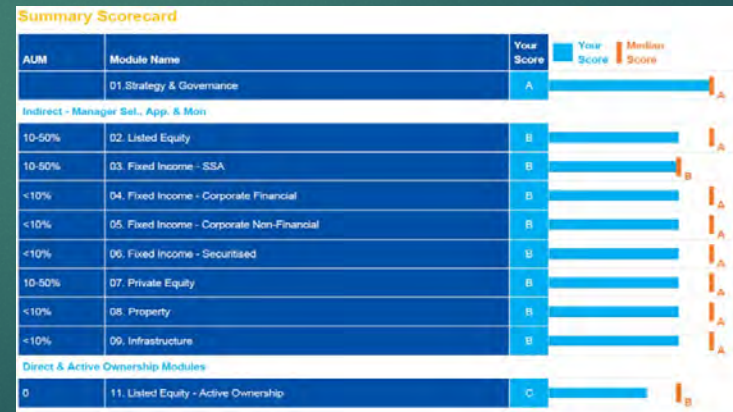 Summary Scorecard
AUM Module Name Your Score Your Score Median Score
01.Strategy & Governance A A
Indirect - Manager Sel., App. & Mon
10-50% 02. Listed Equity B A
10-50% 03. Fixed Income - SSA B B
<10% 04. Fixed Income - Corporate Financial B A
<10% 05. Fixed Income - Corporate Non-Financial B A
<10% 06. Fixed Income - Securitised B A
10-50% 07. Private Equity B A
<10% 08. Property B A
<10% 09. Infrastructure B A
Direct & Active Ownership Modules
0 11. Listed Equity - Active Ownership C B